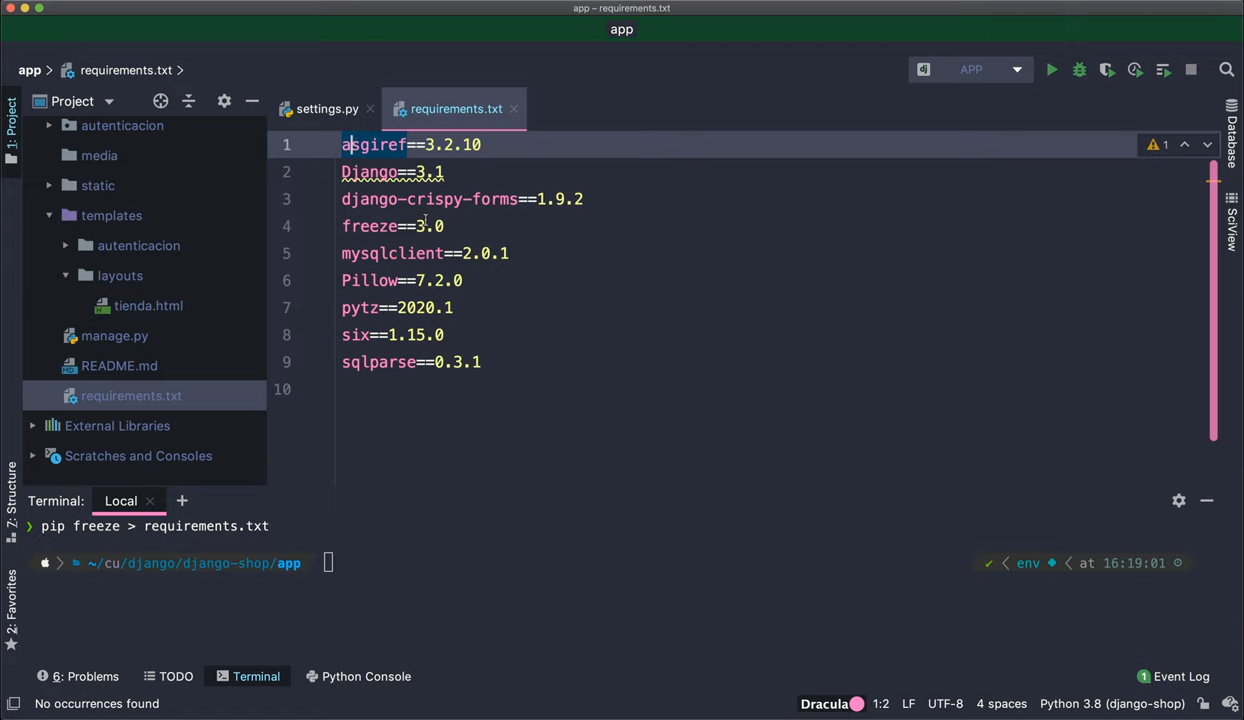 app – requirements.txt
app
app
requirements.txt
APP
Project
settings.py
requirements.txt
1: Project
Database
SciView
Z: Structure
2: Favorites
autenticacion
media
static
templates
autenticacion
layouts
tienda.html
manage.py
README.md
requirements.txt
External Libraries
Scratches and Consoles
1 asgiref==3.2.10
2 Django==3.1
3 django-crispy-forms==1.9.2
4 freeze==3.0
5 mysqlclient==2.0.1
6 Pillow==7.2.0
7 pytz==2020.1
8 six==1.15.0
9 sqlparse==0.3.1
10
1
Terminal:
Local
❯ pip freeze > requirements.txt
~/cu/django/django-shop/app
✓ env at 16:19:01
6: Problems
TODO
Terminal
Python Console
1 Event Log
No occurrences found
Dracula
1:2
LF
UTF-8
4 spaces
Python 3.8 (django-shop)